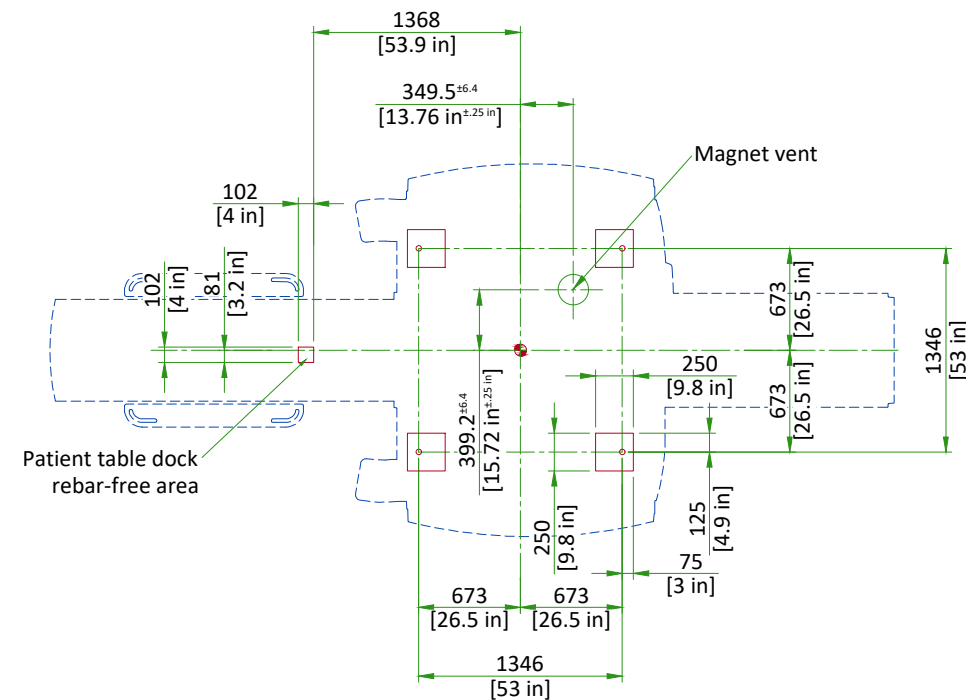 1368
[53.9 in]
349.5±6.4
[13.76 in±.25 in]
Magnet vent
102
[4 in]
102
[4 in]
81
[3.2 in]
673
[26.5 in]
1346
[53 in]
250
[9.8 in]
673
[26.5 in]
399.2±6.4
[15.72 in±.25 in]
Patient table dock
rebar-free area
250
[9.8 in]
125
[4.9 in]
75
[3 in]
673
[26.5 in]
673
[26.5 in]
1346
[53 in]